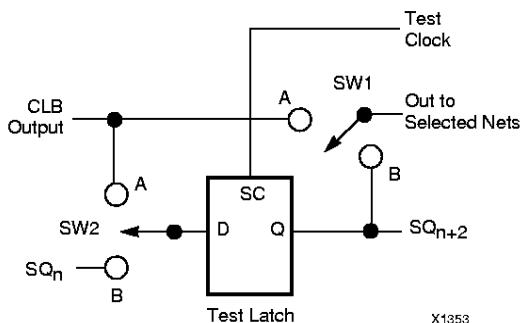 Test
Clock
SW1
A
CLB
Output
Out to
Selected Nets
B
A
SC
SW2
D
Q
SQn+2
SQn
B
Test Latch
X1353